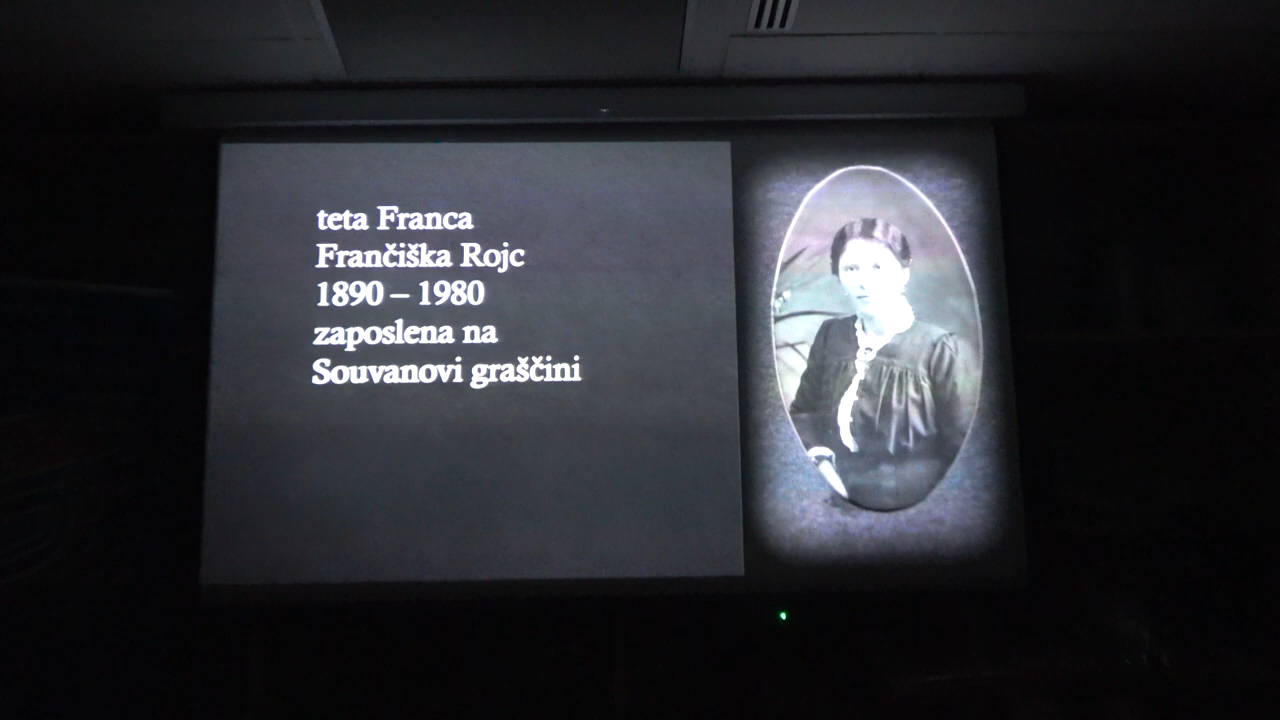 teta Franca
Frančiška Rojc
1890 – 1980
zaposlena na
Souvanovi graščini